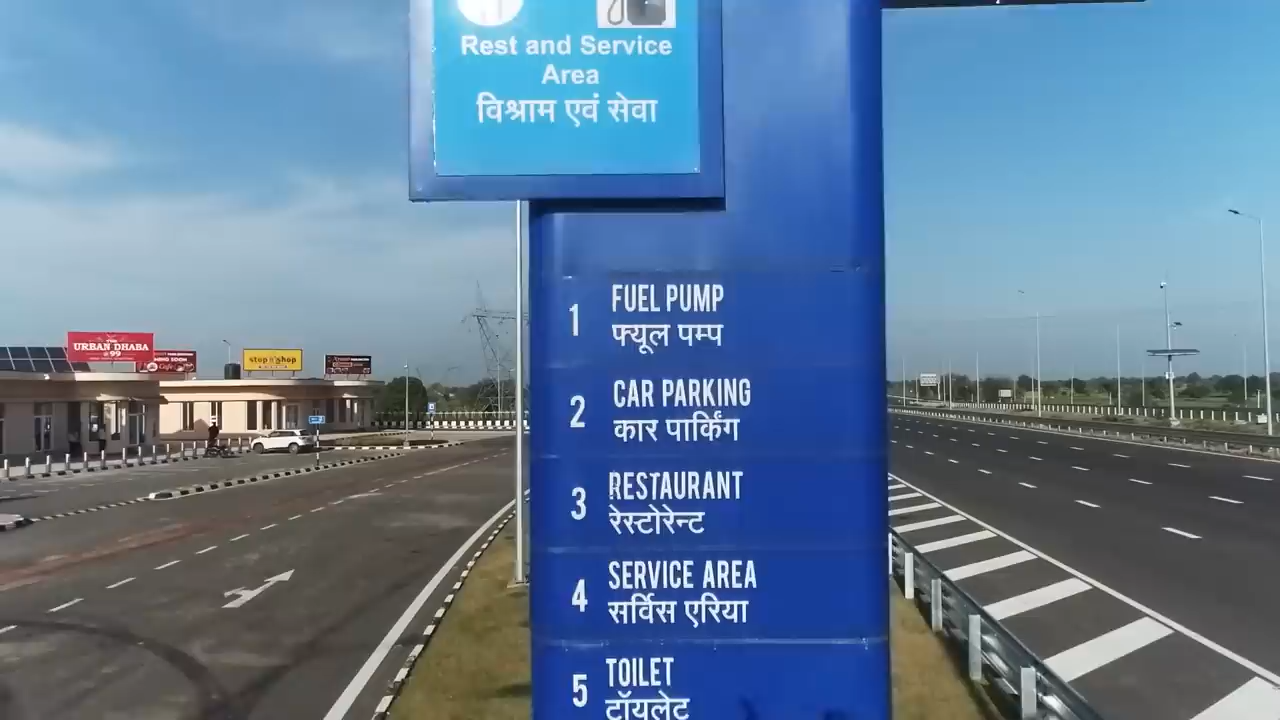 Rest and Service
Area
विश्राम एवं सेवा
1
FUEL PUMP
फ्यूल पम्प
2
CAR PARKING
कार पार्किंग
3
RESTAURANT
रेस्टोरेन्ट
4
SERVICE AREA
सर्विस एरिया
5
TOILET
टॉयलेट
URBAN DHABA
@99
stop n shop